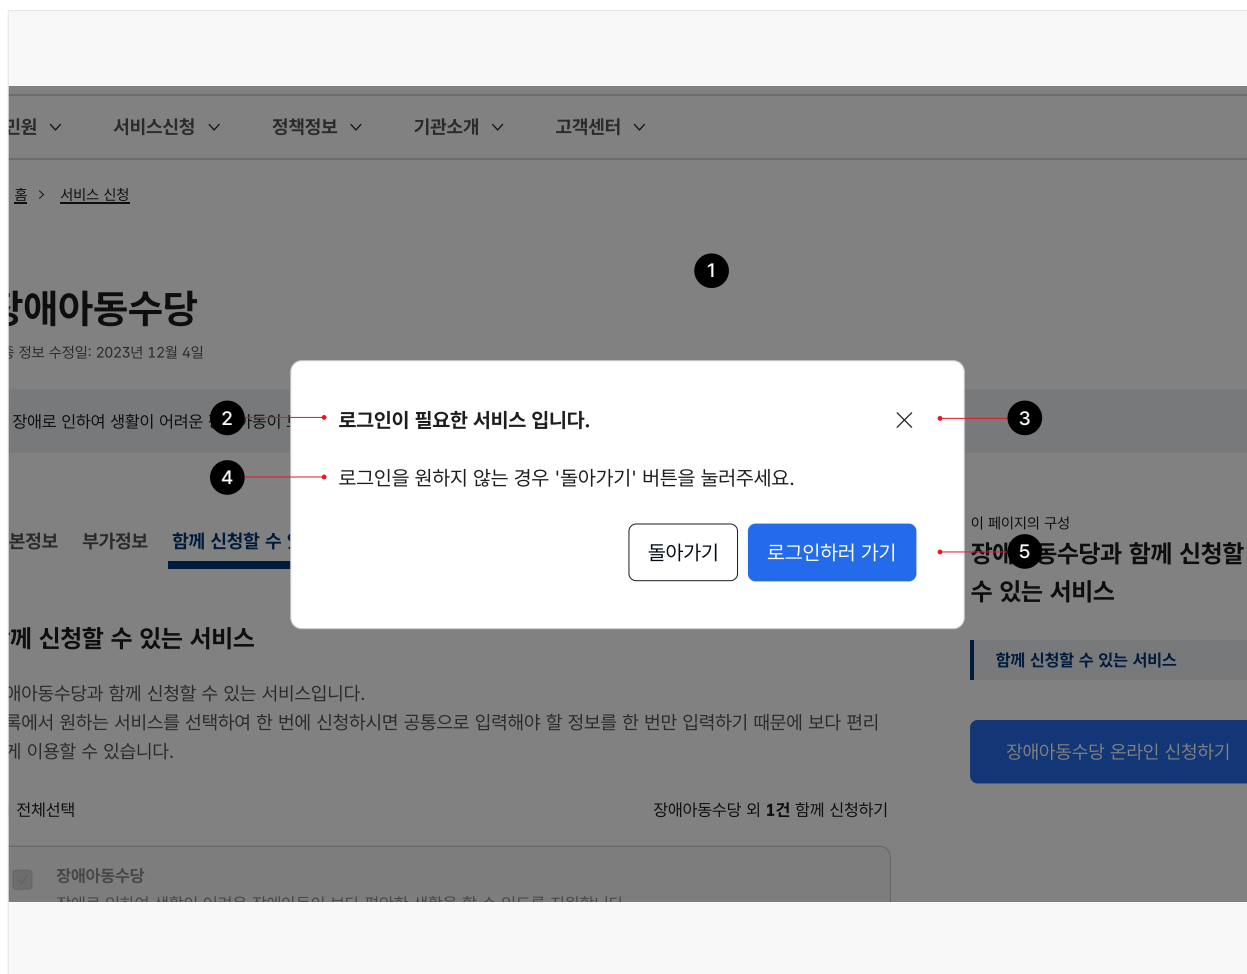 민원
서비스신청
정책정보
기관소개
고객센터
홈 > 서비스 신청
1
장애아동수당
종 정보 수정일: 2023년 12월 4일
장애로 인하여 생활이 어려운
2
로그인이 필요한 서비스 입니다.
3
4
로그인을 원하지 않는 경우 '돌아가기' 버튼을 눌러주세요.
돌아가기
로그인하러 가기
5
본정보
부가정보
함께 신청할 수
이 페이지의 구성
장애아동수당과 함께 신청할
수 있는 서비스
함께 신청할 수 있는 서비스
함께 신청할 수 있는 서비스
애아동수당과 함께 신청할 수 있는 서비스입니다.
록에서 원하는 서비스를 선택하여 한 번에 신청하시면 공통으로 입력해야 할 정보를 한 번만 입력하기 때문에 보다 편리
게 이용할 수 있습니다.
장애아동수당 온라인 신청하기
전체선택
장애아동수당 외 1건 함께 신청하기
장애아동수당